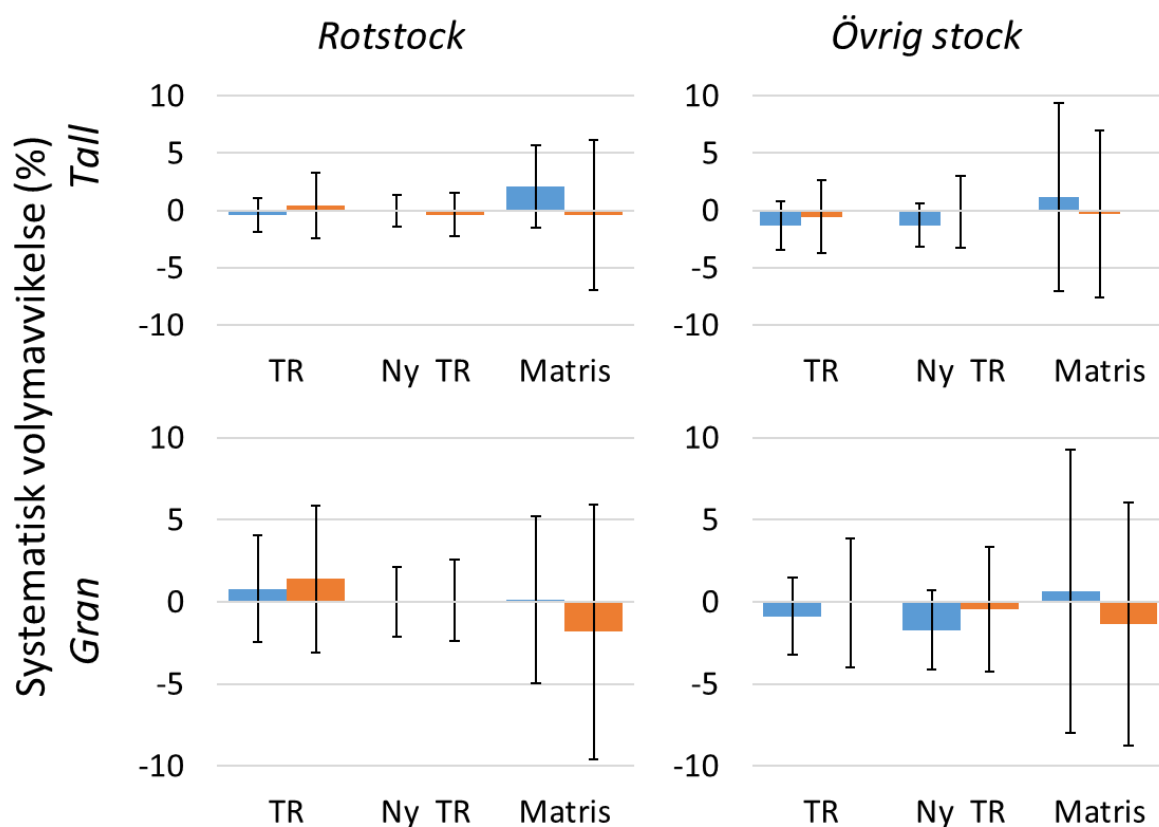 Rotstock Övrig stock
Systematisk volymavvikelse (%)
Tall
10 10
5 5
0 0
-5 -5
-10 -10
TR Ny TR Matris TR Ny TR Matris
Gran
10 10
5 5
0 0
-5 -5
-10 -10
TR Ny TR Matris TR Ny TR Matris